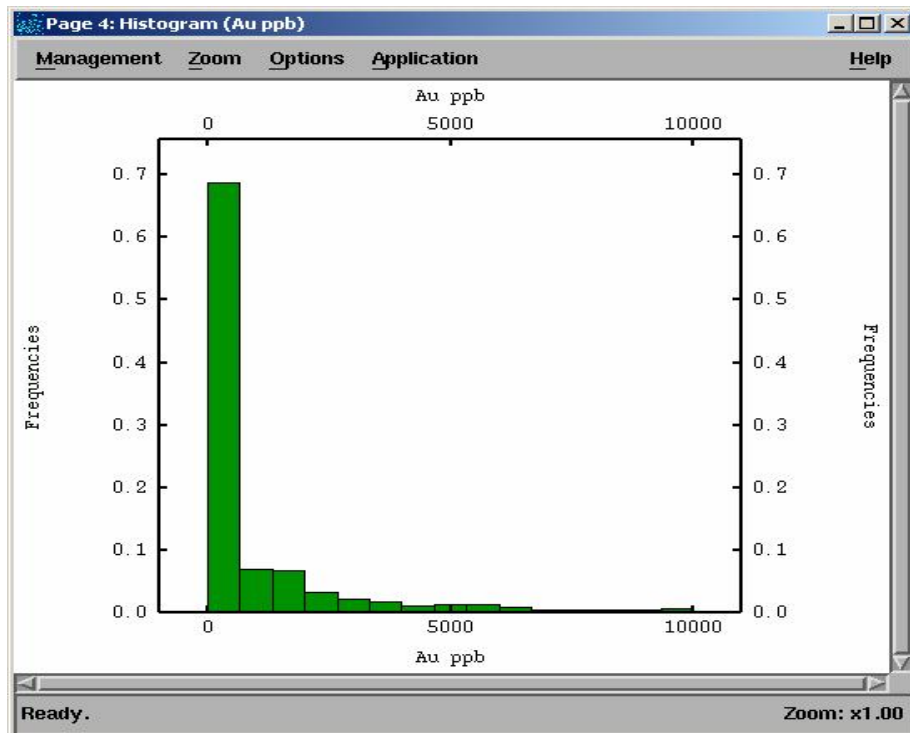 Page 4: Histogram (Au ppb)
Management Zoom Options Application Help
Au ppb
0 5000 10000
0.7 0.7
0.6 0.6
0.5 0.5
0.4 0.4
0.3 0.3
0.2 0.2
0.1 0.1
0.0 0.0
Frequencies
Frequencies
0 5000 10000
Au ppb
Ready. Zoom: x1.00